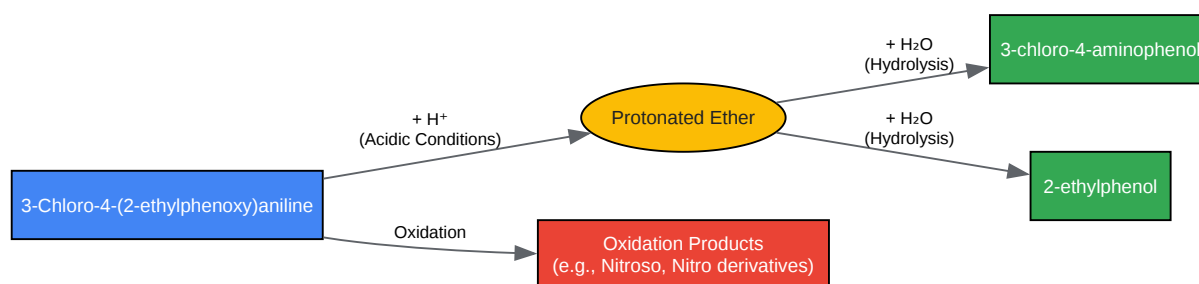 + H₂O
(Hydrolysis)
3-chloro-4-aminophenol
+ H⁺
(Acidic Conditions)
Protonated Ether
+ H₂O
(Hydrolysis)
2-ethylphenol
3-Chloro-4-(2-ethylphenoxy)aniline
Oxidation
Oxidation Products
(e.g., Nitroso, Nitro derivatives)